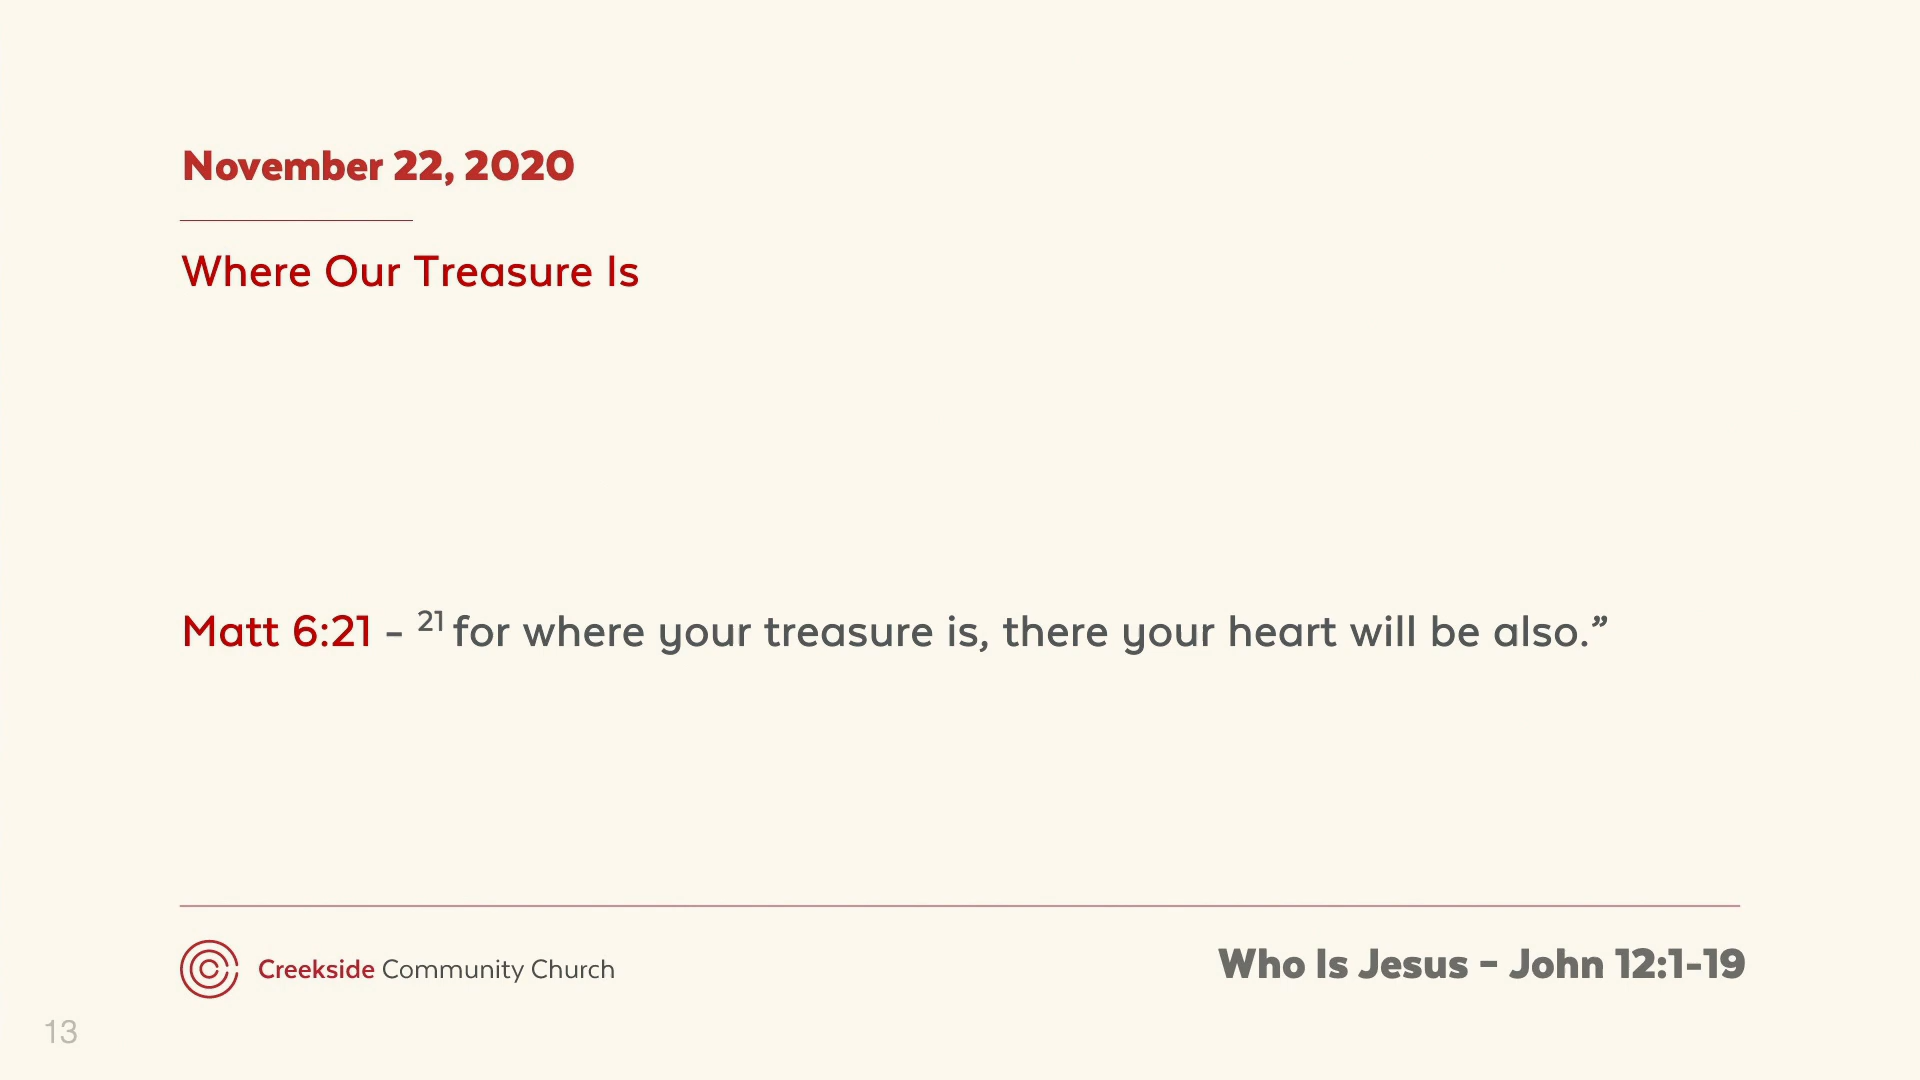 November 22, 2020
Where Our Treasure Is
Matt 6:21 - 21 for where your treasure is, there your heart will be also.”
Creekside Community Church
Who Is Jesus - John 12:1-19
13